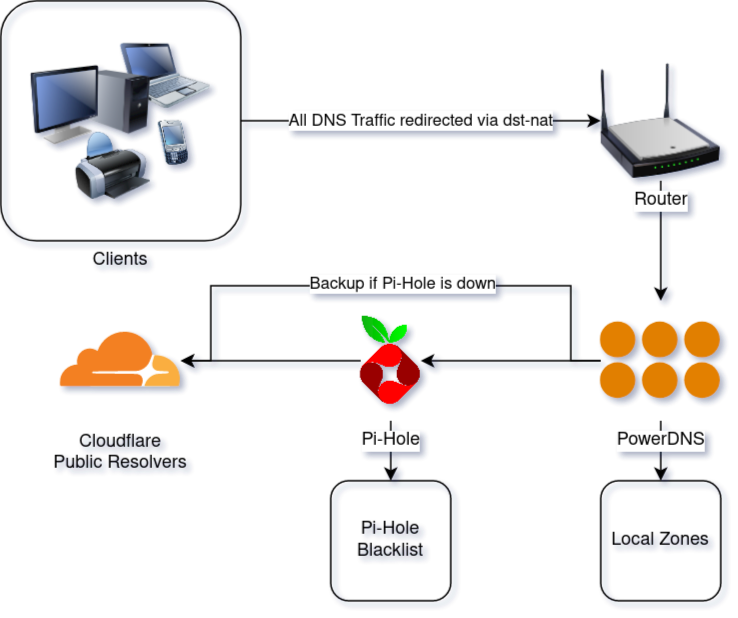 All DNS Traffic redirected via dst-nat
Router
Clients
Backup if Pi-Hole is down
Cloudflare
Public Resolvers
Pi-Hole
PowerDNS
Pi-Hole
Blacklist
Local Zones